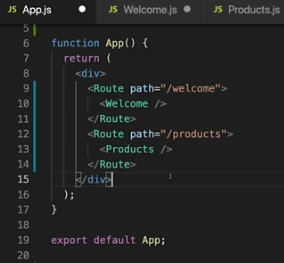 JS App.js JS Welcome.js JS Products.js
5
6 function App() {
7 return (
8 <div>
9 <Route path="/welcome">
10 <Welcome />
11 </Route>
12 <Route path="/products">
13 <Products />
14 </Route>
15 </div>
16 );
17 }
18
19 export default App;
20